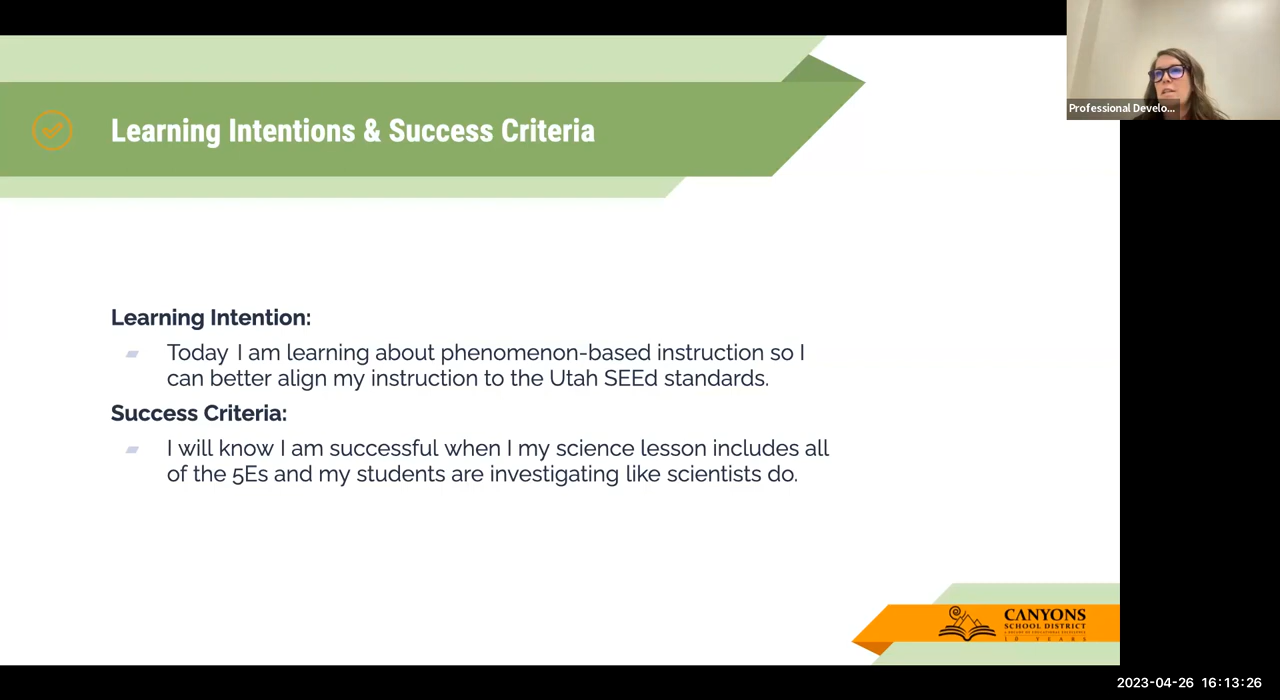 Professional Develo...
Learning Intentions & Success Criteria
Learning Intention:
Today I am learning about phenomenon-based instruction so I
can better align my instruction to the Utah SEEd standards.
Success Criteria:
I will know I am successful when I my science lesson includes all
of the 5Es and my students are investigating like scientists do.
CANYONS
SCHOOL DISTRICT
10 YEARS
2023-04-26 16:13:26